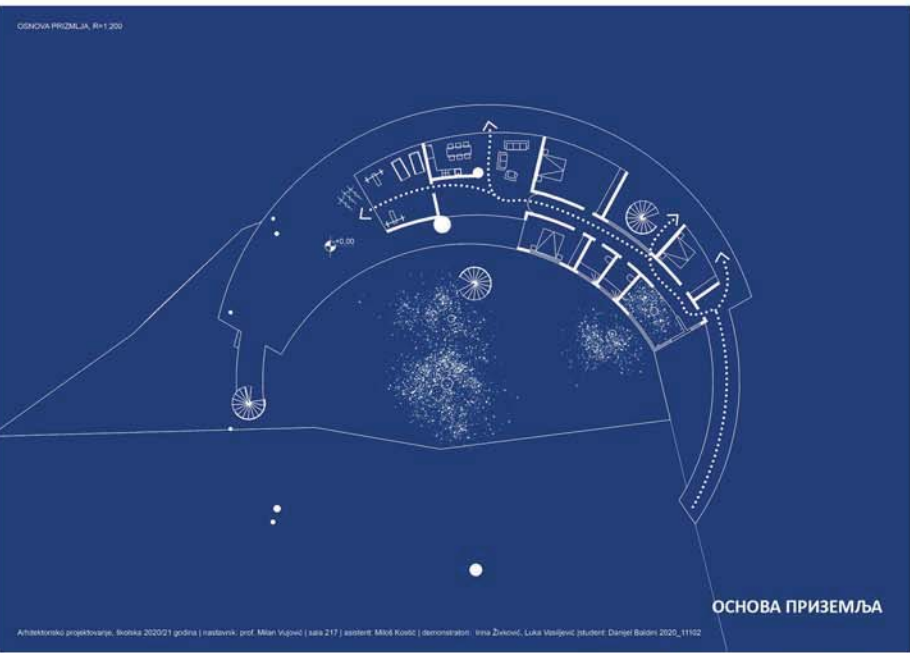 OSNOVA PRIZMLJA, R=1:200
±0,00
ОСНОВА ПРИЗЕМЉА
Arhitektonsko projektovanje, školska 2020/21 godina | nastavnik: prof. Milan Vujović | sala 217 | asistent: Miloš Kostić | demonstratori: Irina Živković, Luka Vasiljević |student: Danijel Baldini 2020_11102